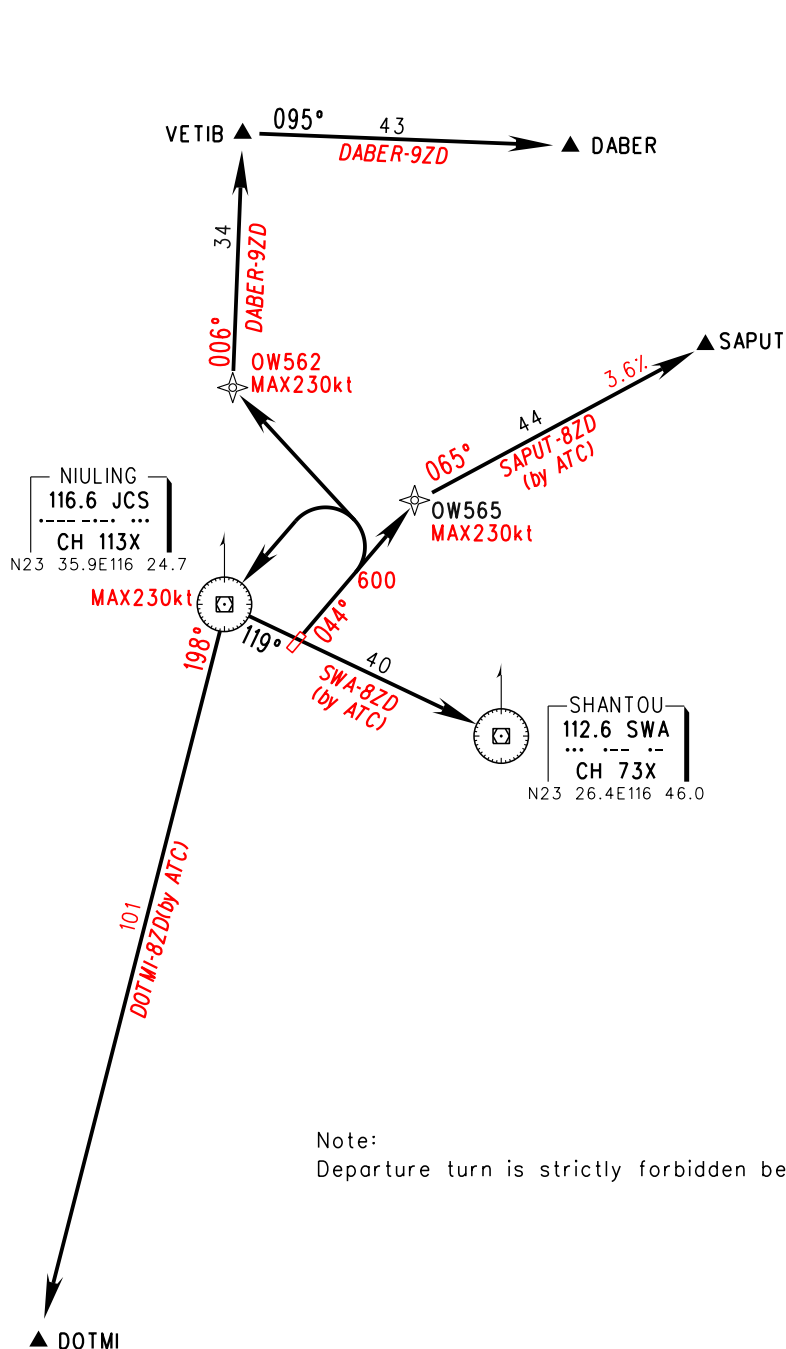 VETIB
095°
43
DABER-9ZD
DABER
34
DABER-9ZD
006°
OW562
MAX230kt
SAPUT
3.6%
44
SAPUT-8ZD
(by ATC)
065°
OW565
MAX230kt
NIULING
116.6 JCS
CH 113X
N23 35.9E116 24.7
MAX230kt
600
044°
198°
119°
40
SWA-8ZD
(by ATC)
SHANTOU
112.6 SWA
CH 73X
N23 26.4E116 46.0
101
DOTMI-8ZD(by ATC)
Note:
Departure turn is strictly forbidden be
DOTMI